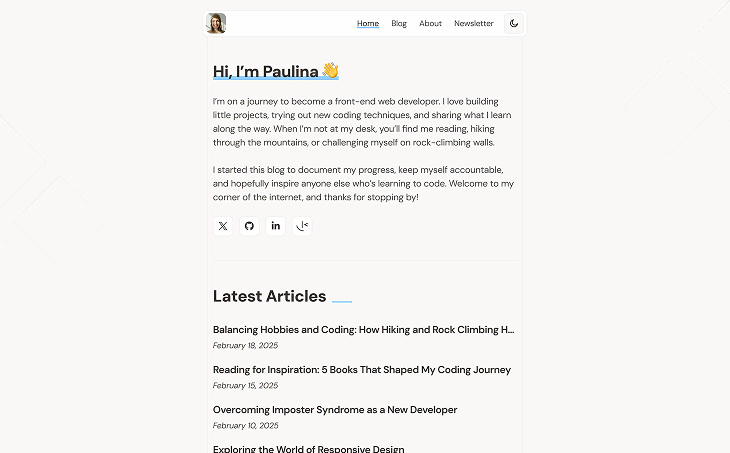 Home Blog About Newsletter
Hi, I’m Paulina 👋
I’m on a journey to become a front-end web developer. I love building
little projects, trying out new coding techniques, and sharing what I learn
along the way. When I’m not at my desk, you’ll find me reading, hiking
through the mountains, or challenging myself on rock-climbing walls.
I started this blog to document my progress, keep myself accountable,
and hopefully inspire anyone else who’s learning to code. Welcome to my
corner of the internet, and thanks for stopping by!
Latest Articles
Balancing Hobbies and Coding: How Hiking and Rock Climbing H...
February 18, 2025
Reading for Inspiration: 5 Books That Shaped My Coding Journey
February 15, 2025
Overcoming Imposter Syndrome as a New Developer
February 10, 2025
Exploring the World of Responsive Design